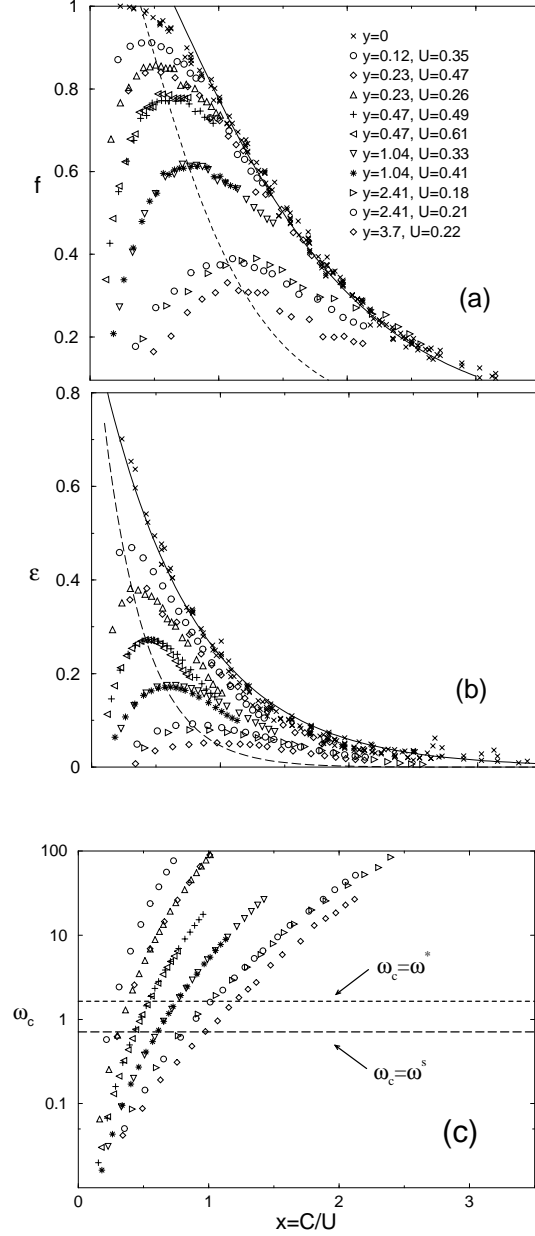 1
0.8
0.6
0.4
0.2
f
y=0
y=0.12, U=0.35
y=0.23, U=0.47
y=0.23, U=0.26
y=0.47, U=0.49
y=0.47, U=0.61
y=1.04, U=0.33
y=1.04, U=0.41
y=2.41, U=0.18
y=2.41, U=0.21
y=3.7, U=0.22
(a)
0.8
0.6
0.4
0.2
0
ε
(b)
100
10
1
0.1
ω_c
ω_c=ω^*
ω_c=ω^s
(c)
0 1 2 3
x=C/U